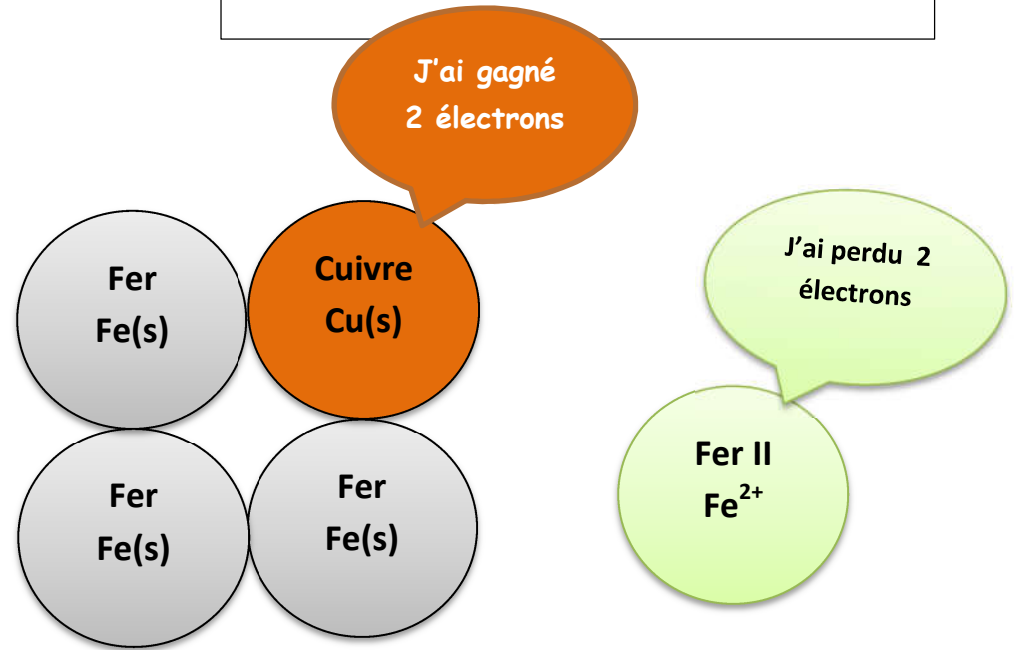 J'ai gagné
2 électrons
J'ai perdu 2
électrons
Fer
Fe(s)
Cuivre
Cu(s)
Fer
Fe(s)
Fer
Fe(s)
Fer II
Fe²⁺